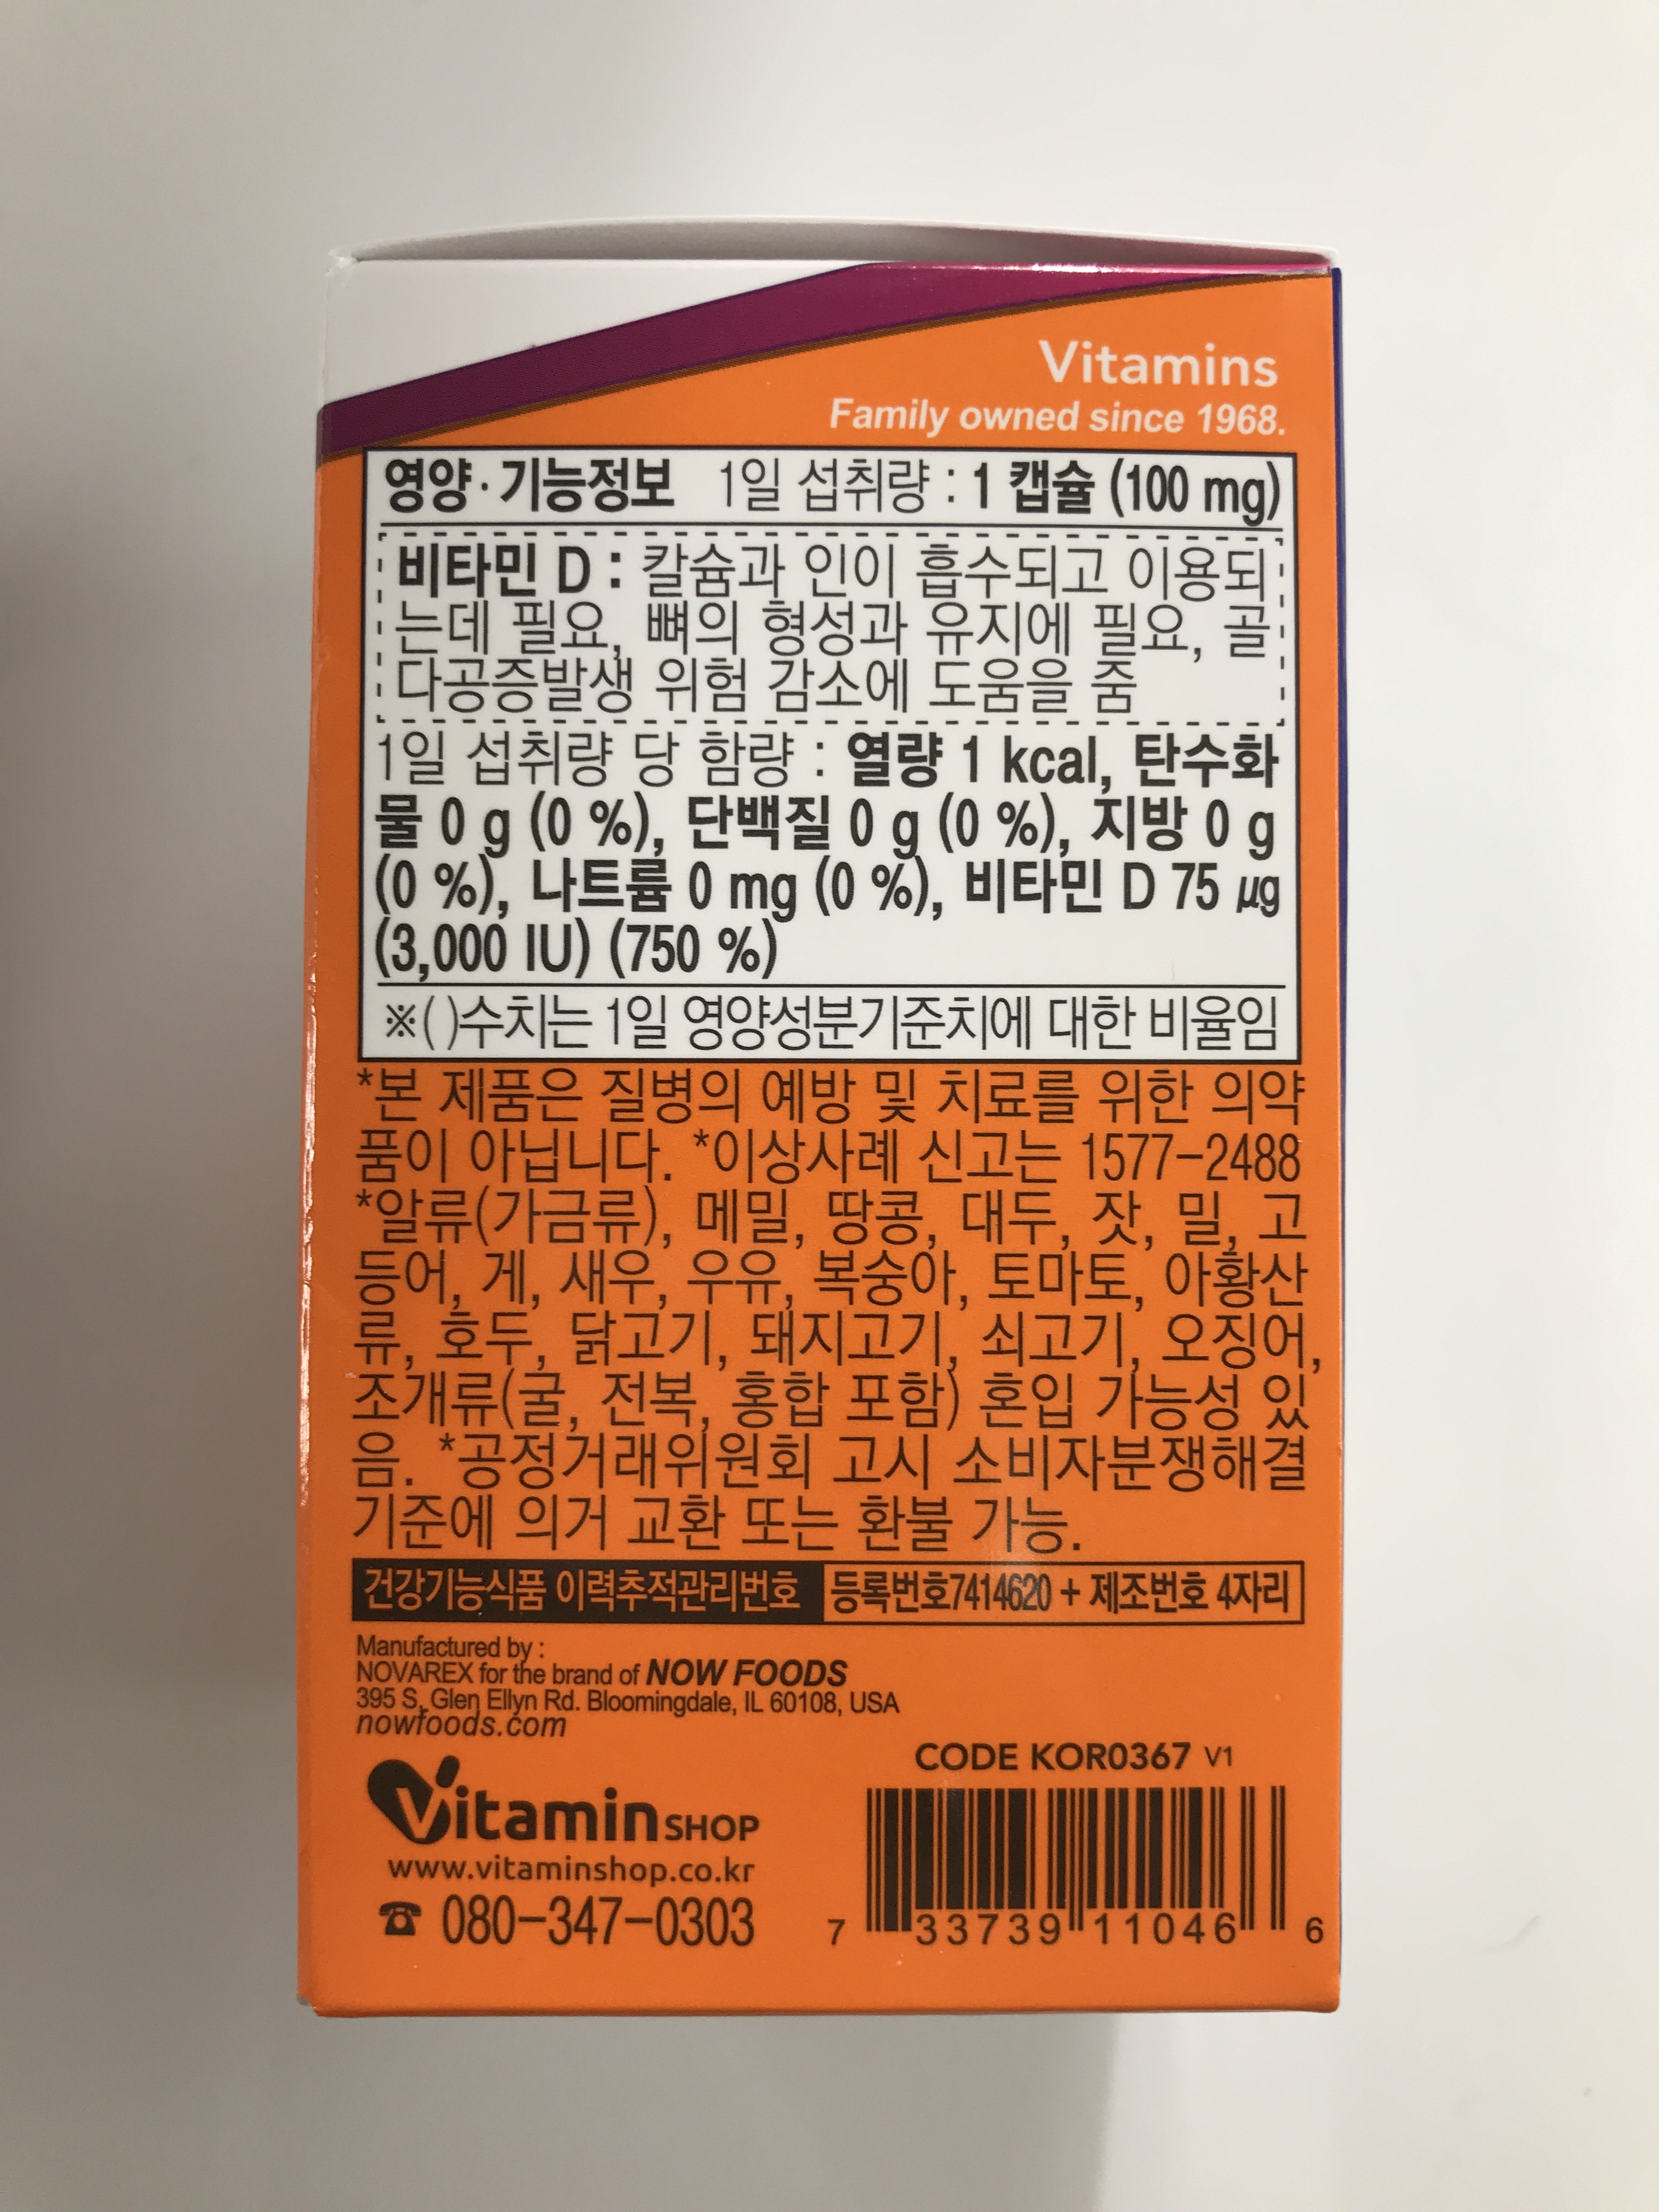 Vitamins
Family owned since 1968.
영양·기능정보 1일 섭취량 : 1 캡슐 (100 mg)
비타민 D : 칼슘과 인이 흡수되고 이용되
는데 필요, 뼈의 형성과 유지에 필요, 골
다공증발생 위험 감소에 도움을 줌
1일 섭취량 당 함량 : 열량 1 kcal, 탄수화
물 0 g (0 %), 단백질 0 g (0 %), 지방 0 g
(0 %), 나트륨 0 mg (0 %), 비타민 D 75 μg
(3,000 IU) (750 %)
※( )수치는 1일 영양성분기준치에 대한 비율임
*본 제품은 질병의 예방 및 치료를 위한 의약
품이 아닙니다. *이상사례 신고는 1577-2488
*알류(가금류), 메밀, 땅콩, 대두, 잣, 밀, 고
등어, 게, 새우, 우유, 복숭아, 토마토, 아황산
류, 호두, 닭고기, 돼지고기, 쇠고기, 오징어,
조개류(굴, 전복, 홍합 포함) 혼입 가능성 있
음. *공정거래위원회 고시 소비자분쟁해결
기준에 의거 교환 또는 환불 가능.
건강기능식품 이력추적관리번호 등록번호7414620 + 제조번호 4자리
Manufactured by :
NOVAREX for the brand of NOW FOODS
395 S. Glen Ellyn Rd. Bloomingdale, IL 60108, USA
nowfoods.com
CODE KOR0367 V1
Vitamin SHOP
www.vitaminshop.co.kr
☎ 080-347-0303
7 33739 11046 6